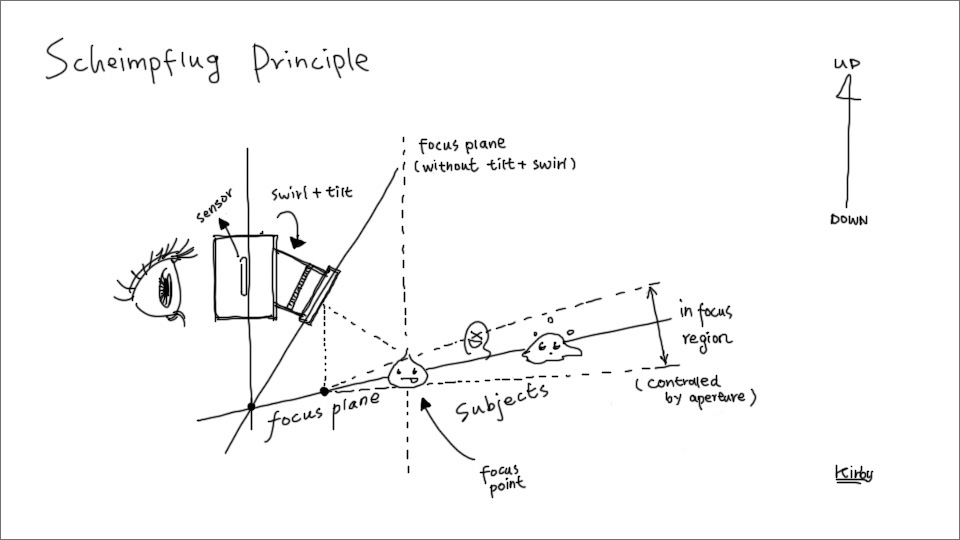 Scheimpflug Principle
UP
DOWN
focus plane
(without tilt + swirl)
swirl + tilt
sensor
in focus
region
(controled
by aperture)
focus plane
subjects
focus
point
Kirby